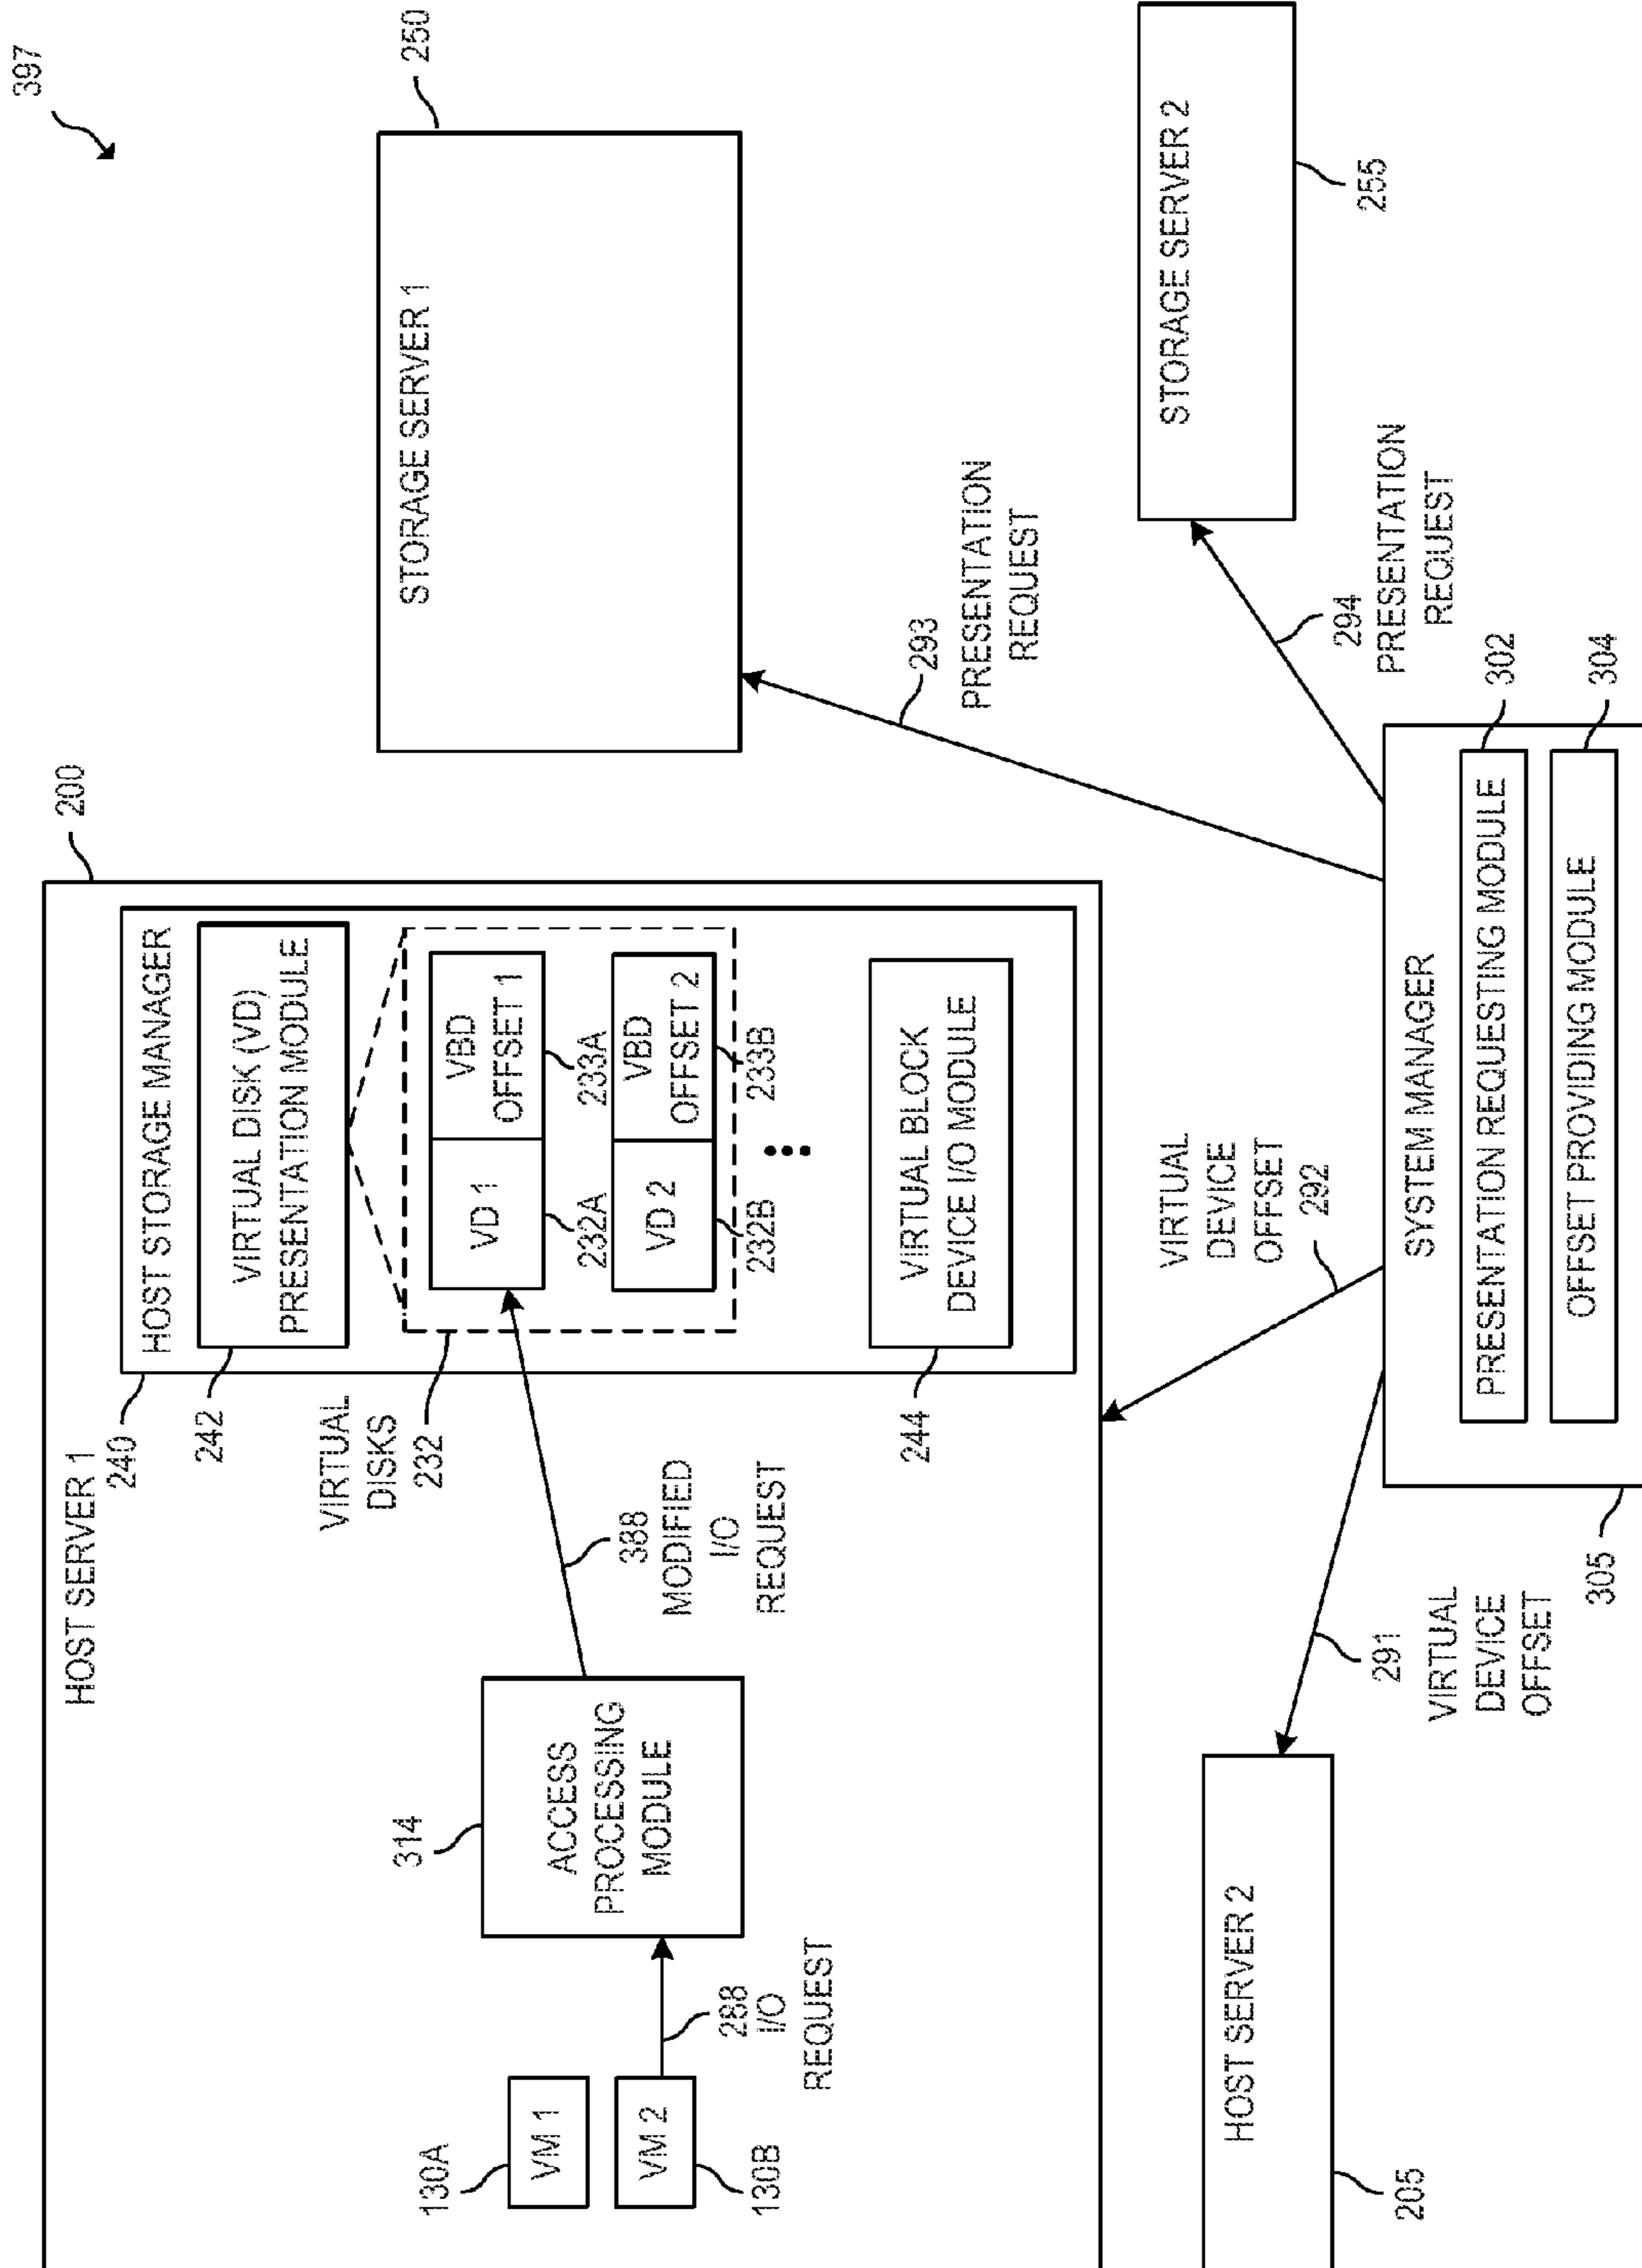 397
HOST SERVER 1
200
240
HOST STORAGE MANAGER
242
VIRTUAL DISK (VD)
PRESENTATION MODULE
VIRTUAL
DISKS
232
VD 1
VBD
OFFSET 1
232A
233A
VD 2
VBD
OFFSET 2
232B
233B
244
VIRTUAL BLOCK
DEVICE I/O MODULE
130A
VM 1
VM 2
130B
288
I/O
REQUEST
314
ACCESS
PROCESSING
MODULE
388
MODIFIED
I/O
REQUEST
STORAGE SERVER 1
250
293
PRESENTATION
REQUEST
STORAGE SERVER 2
255
294
PRESENTATION
REQUEST
VIRTUAL
DEVICE
OFFSET
292
HOST SERVER 2
205
291
VIRTUAL
DEVICE
OFFSET
305
SYSTEM MANAGER
PRESENTATION REQUESTING MODULE
302
OFFSET PROVIDING MODULE
304